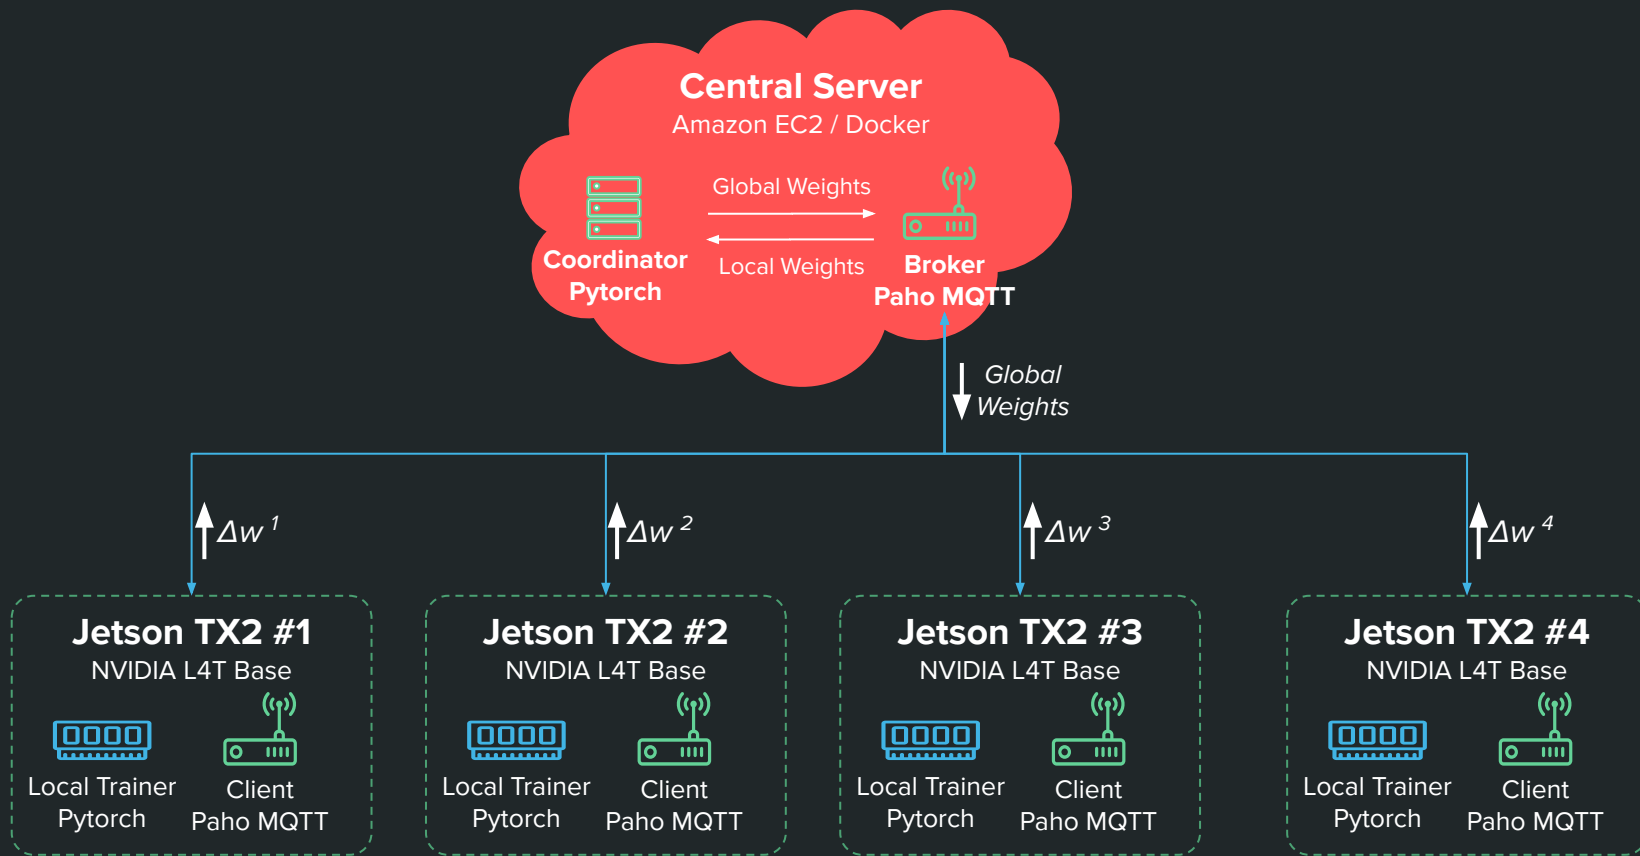 Central Server
Amazon EC2 / Docker
Global Weights
Local Weights
Coordinator
Pytorch
Broker
Paho MQTT
Global
Weights
Δw 1
Δw 2
Δw 3
Δw 4
Jetson TX2 #1
NVIDIA L4T Base
Local Trainer
Pytorch
Client
Paho MQTT
Jetson TX2 #2
NVIDIA L4T Base
Local Trainer
Pytorch
Client
Paho MQTT
Jetson TX2 #3
NVIDIA L4T Base
Local Trainer
Pytorch
Client
Paho MQTT
Jetson TX2 #4
NVIDIA L4T Base
Local Trainer
Pytorch
Client
Paho MQTT